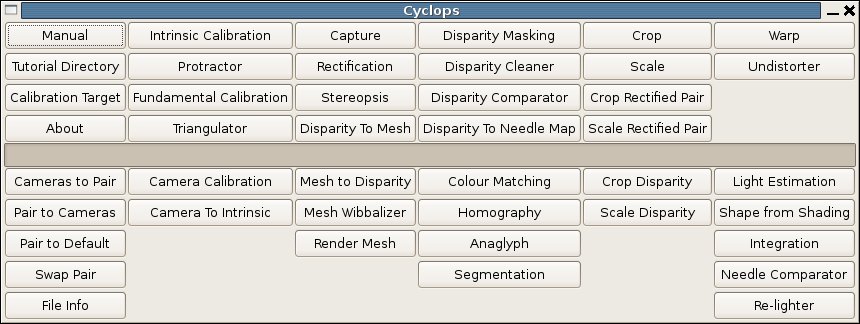 Cyclops
Manual Intrinsic Calibration Capture Disparity Masking Crop Warp
Tutorial Directory Protractor Rectification Disparity Cleaner Scale Undistorter
Calibration Target Fundamental Calibration Stereopsis Disparity Comparator Crop Rectified Pair
About Triangulator Disparity To Mesh Disparity To Needle Map Scale Rectified Pair
Cameras to Pair Camera Calibration Mesh to Disparity Colour Matching Crop Disparity Light Estimation
Pair to Cameras Camera To Intrinsic Mesh Wibbalizer Homography Scale Disparity Shape from Shading
Pair to Default Render Mesh Anaglyph Integration
Swap Pair Segmentation Needle Comparator
File Info Re-lighter